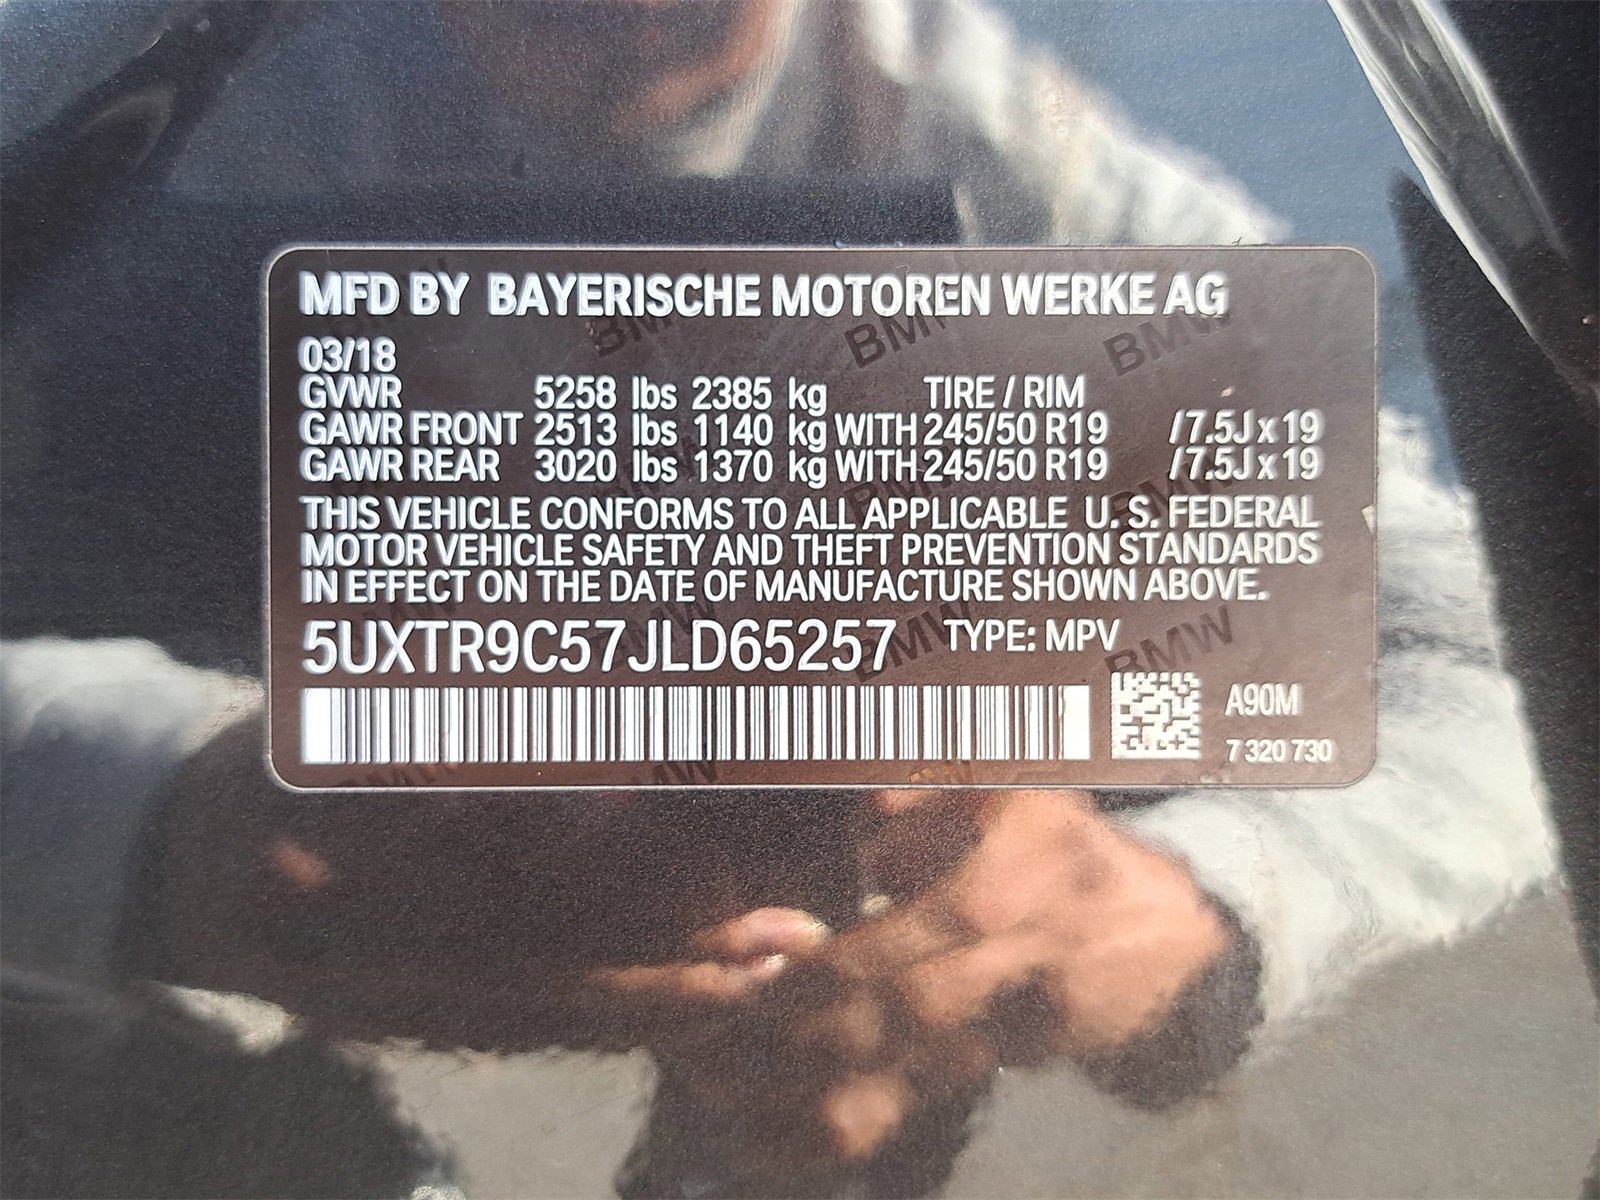 MFD BY BAYERISCHE MOTOREN WERKE AG
03/18
GVWR 5258 lbs 2385 kg TIRE / RIM
GAWR FRONT 2513 lbs 1140 kg WITH 245/50 R19 /7.5J x 19
GAWR REAR 3020 lbs 1370 kg WITH 245/50 R19 /7.5J x 19
THIS VEHICLE CONFORMS TO ALL APPLICABLE U. S. FEDERAL
MOTOR VEHICLE SAFETY AND THEFT PREVENTION STANDARDS
IN EFFECT ON THE DATE OF MANUFACTURE SHOWN ABOVE.
5UXTR9C57JLD65257 TYPE: MPV
A90M
7 320 730